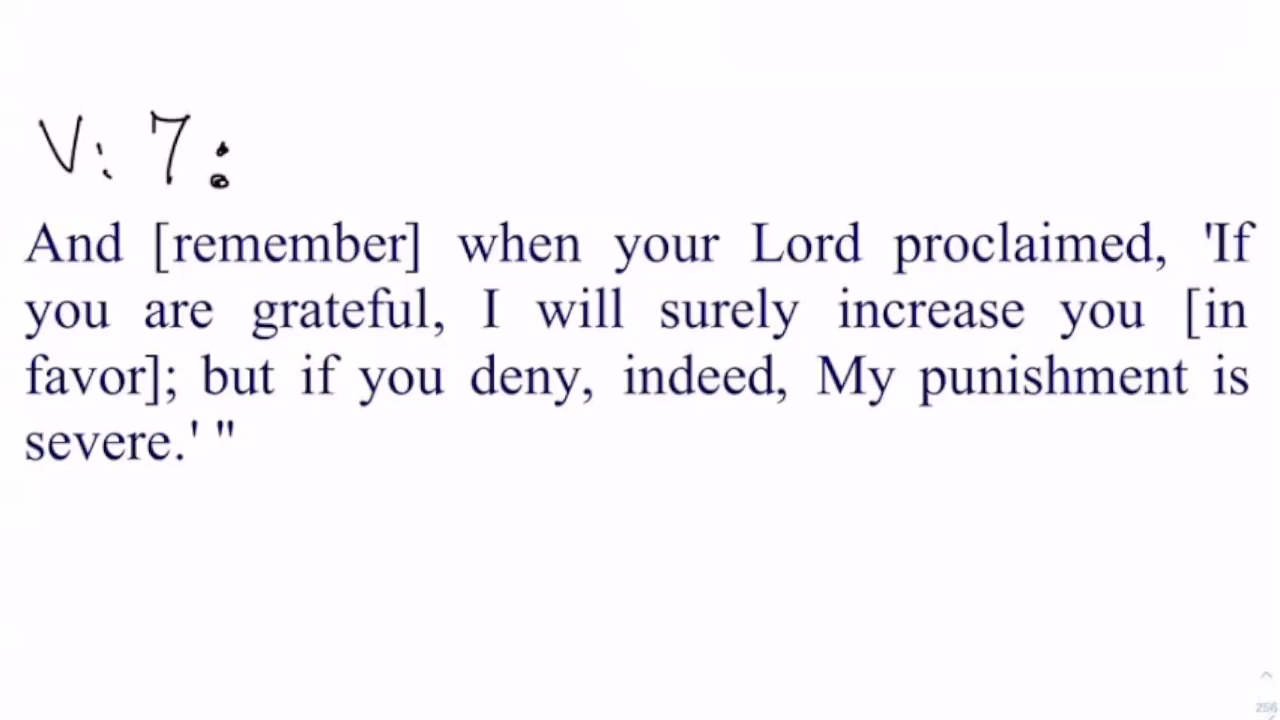 V: 7:
And [remember] when your Lord proclaimed, 'If
you are grateful, I will surely increase you [in
favor]; but if you deny, indeed, My punishment is
severe.' "
256